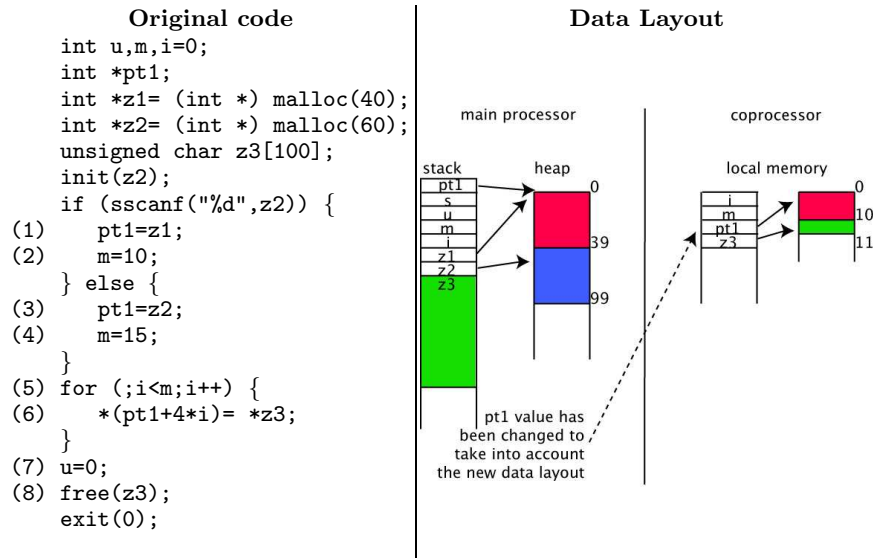 Original code
int u,m,i=0;
int *pt1;
int *z1= (int *) malloc(40);
int *z2= (int *) malloc(60);
unsigned char z3[100];
init(z2);
if (sscanf("%d",z2)) {
(1) pt1=z1;
(2) m=10;
} else {
(3) pt1=z2;
(4) m=15;
}
(5) for (;i<m;i++) {
(6) *(pt1+4*i)= *z3;
}
(7) u=0;
(8) free(z3);
exit(0);
Data Layout
main processor
stack
pt1
s
u
m
i
z1
z2
z3
heap
0
39
99
coprocessor
local memory
i
m
pt1
z3
0
10
11
pt1 value has
been changed to
take into account
the new data layout